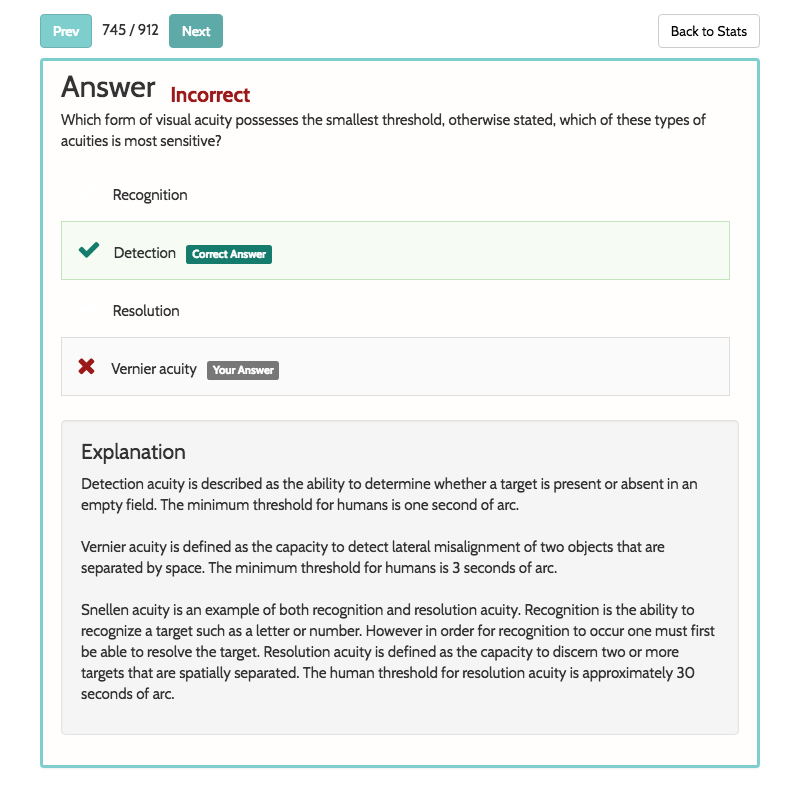 Prev 745 / 912 Next Back to Stats
Answer Incorrect
Which form of visual acuity possesses the smallest threshold, otherwise stated, which of these types of
acuities is most sensitive?
Recognition
Detection Correct Answer
Resolution
Vernier acuity Your Answer
Explanation
Detection acuity is described as the ability to determine whether a target is present or absent in an
empty field. The minimum threshold for humans is one second of arc.
Vernier acuity is defined as the capacity to detect lateral misalignment of two objects that are
separated by space. The minimum threshold for humans is 3 seconds of arc.
Snellen acuity is an example of both recognition and resolution acuity. Recognition is the ability to
recognize a target such as a letter or number. However in order for recognition to occur one must first
be able to resolve the target. Resolution acuity is defined as the capacity to discern two or more
targets that are spatially separated. The human threshold for resolution acuity is approximately 30
seconds of arc.